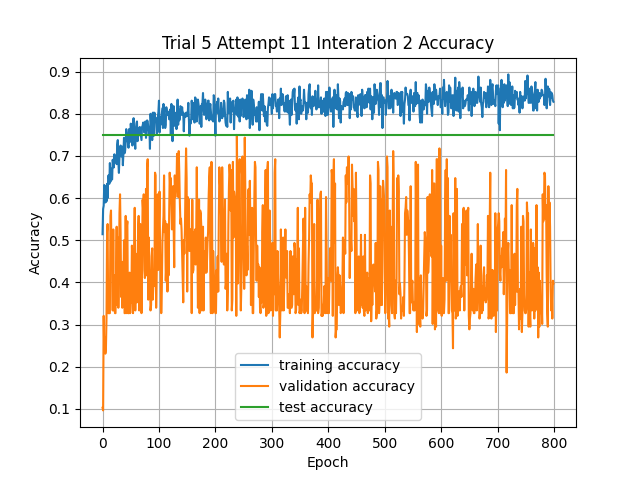 Trial 5 Attempt 11 Interation 2 Accuracy
0.9
0.8
0.7
0.6
0.5
0.4
0.3
0.2
0.1
Accuracy
training accuracy
validation accuracy
test accuracy
0 100 200 300 400 500 600 700 800
Epoch